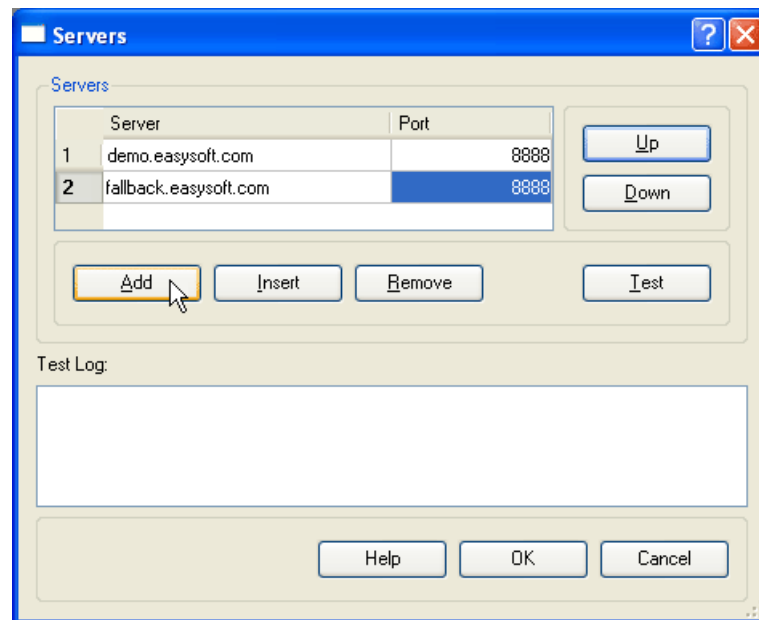 Servers
Servers
Server Port
1 demo.easysoft.com 8888
2 fallback.easysoft.com 8888
Up
Down
Add Insert Remove Test
Test Log:
Help OK Cancel